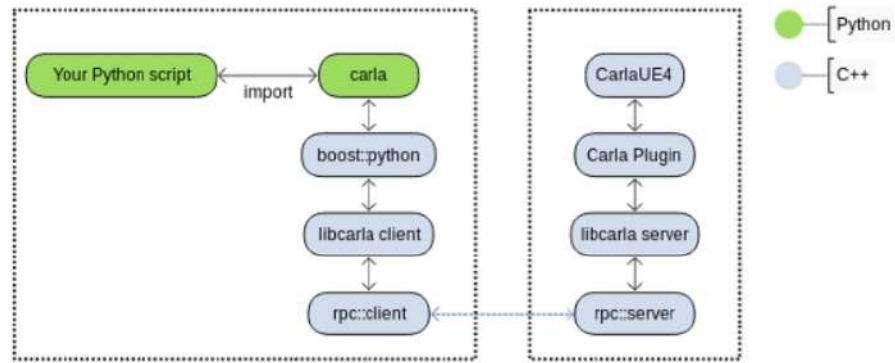 Your Python script
import
carla
boost::python
libcarla client
rpc::client
CarlaUE4
Carla Plugin
libcarla server
rpc::server
Python
C++